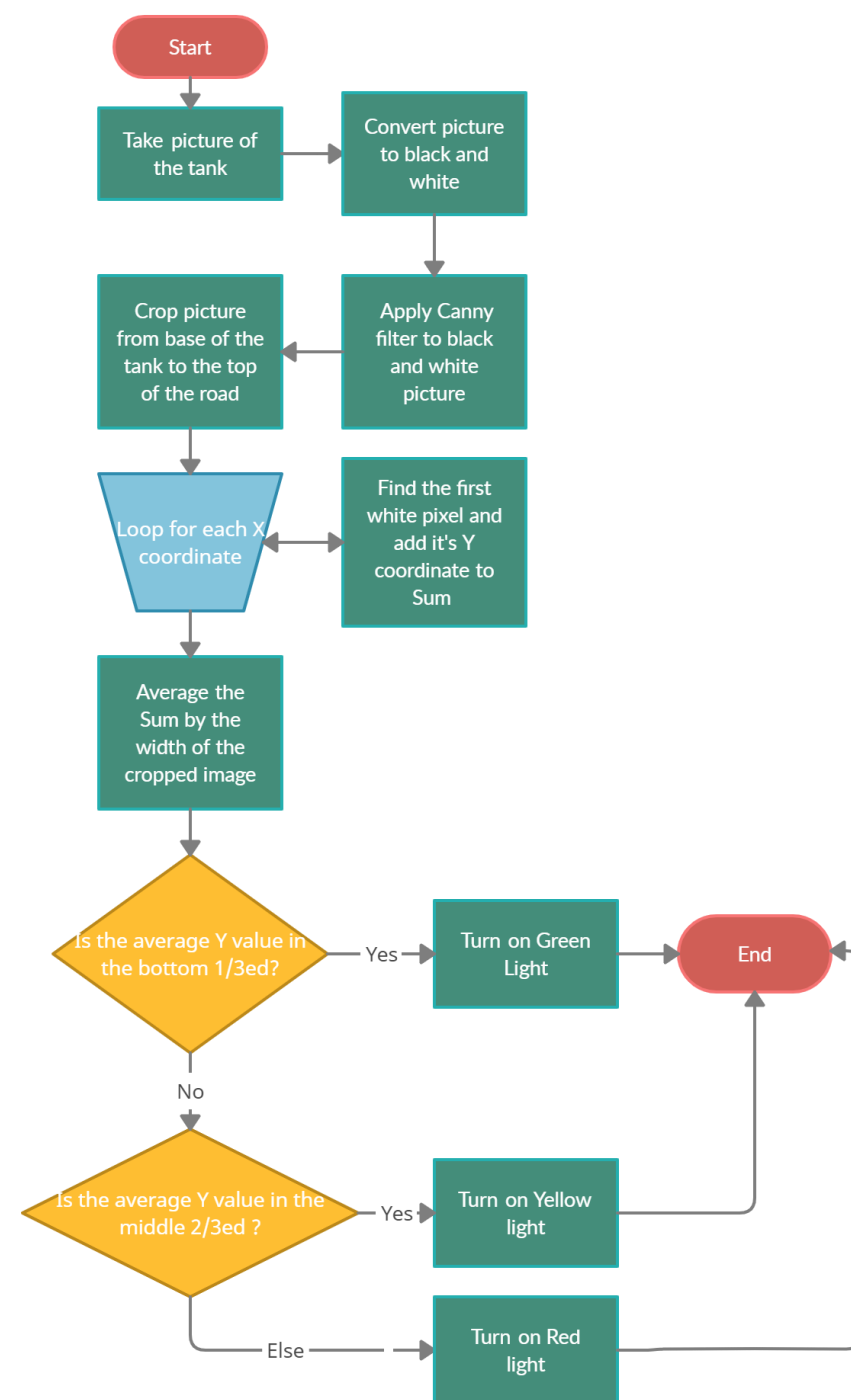 Start
Take picture of
the tank
Convert picture
to black and
white
Apply Canny
filter to black
and white
picture
Crop picture
from base of the
tank to the top
of the road
Loop for each X
coordinate
Find the first
white pixel and
add it's Y
coordinate to
Sum
Average the
Sum by the
width of the
cropped image
Is the average Y value in
the bottom 1/3ed?
Yes
Turn on Green
Light
End
No
Is the average Y value in the
middle 2/3ed ?
Yes
Turn on Yellow
light
Else
Turn on Red
light